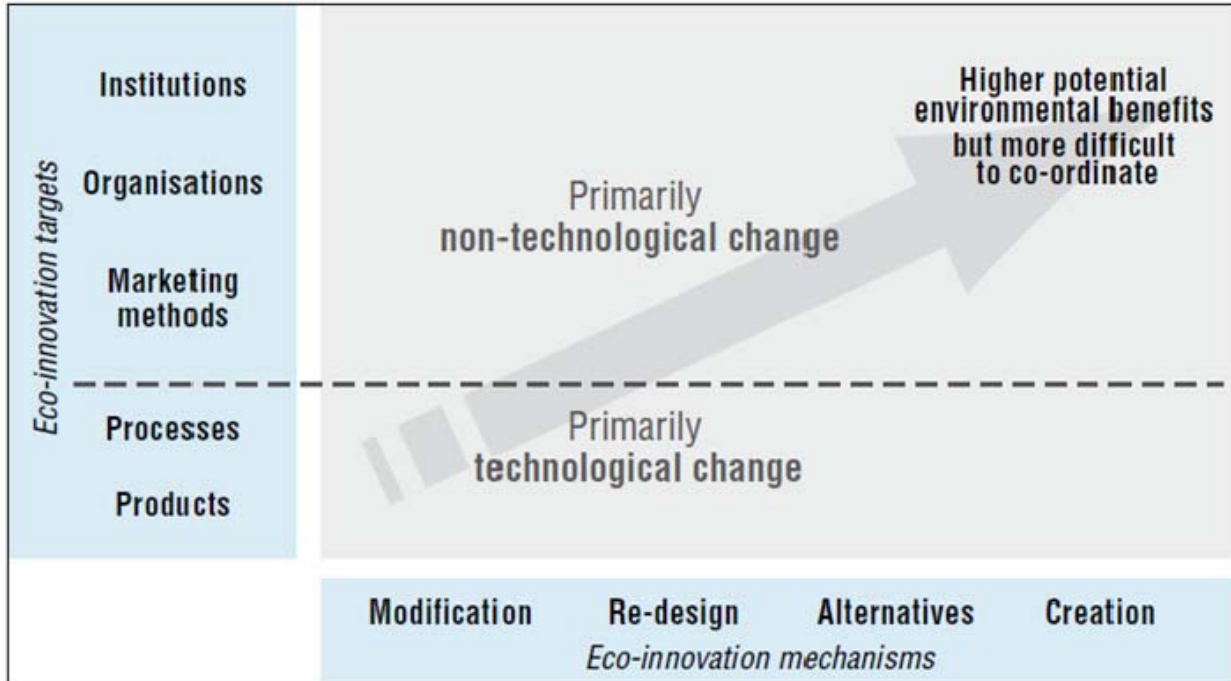 Eco-innovation targets
Institutions
Organisations
Marketing
methods
Processes
Products
Higher potential
environmental benefits
but more difficult
to co-ordinate
Primarily
non-technological change
Primarily
technological change
Modification Re-design Alternatives Creation
Eco-innovation mechanisms